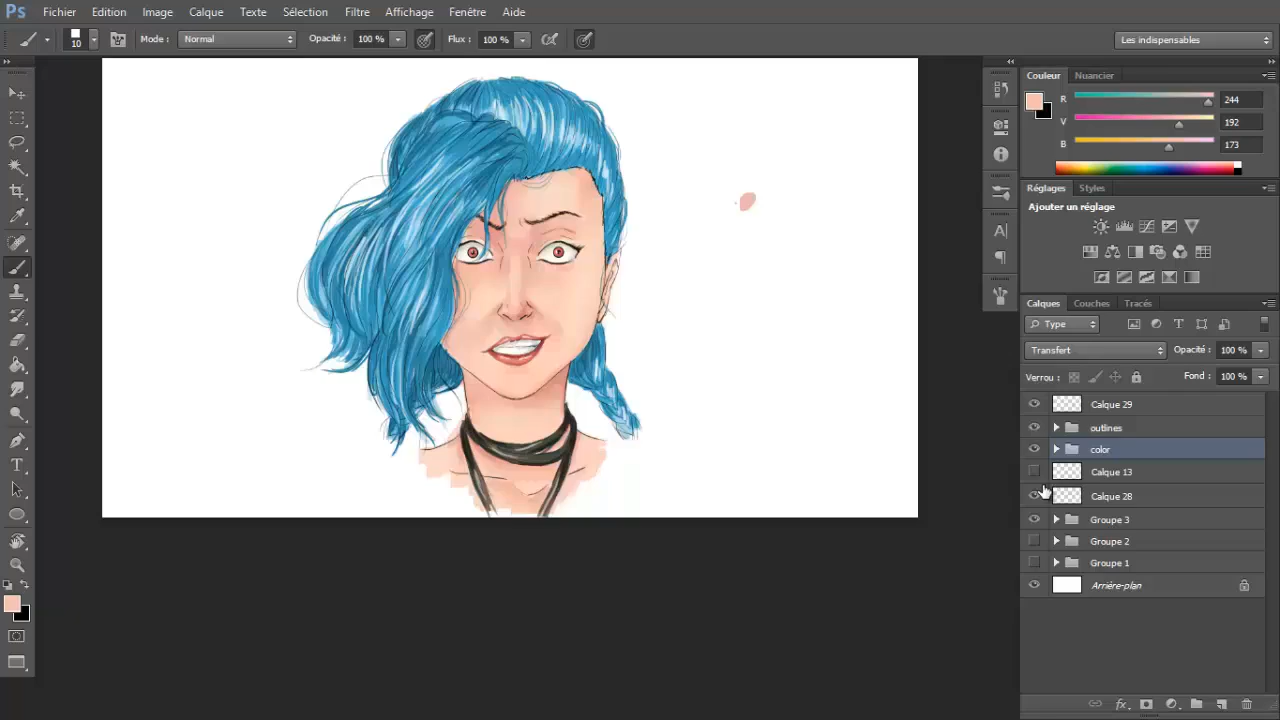 Ps Fichier Edition Image Calque Texte Sélection Filtre Affichage Fenêtre Aide
10 Mode : Normal Opacité : 100 % Flux : 100 % Les indispensables
Couleur Nuancier
R 244
V 192
B 173
Réglages Styles
Ajouter un réglage
Calques Couches Tracés
Type
Transfert Opacité : 100 %
Verrou : Fond : 100 %
Calque 29
outlines
color
Calque 13
Calque 28
Groupe 3
Groupe 2
Groupe 1
Arrière-plan